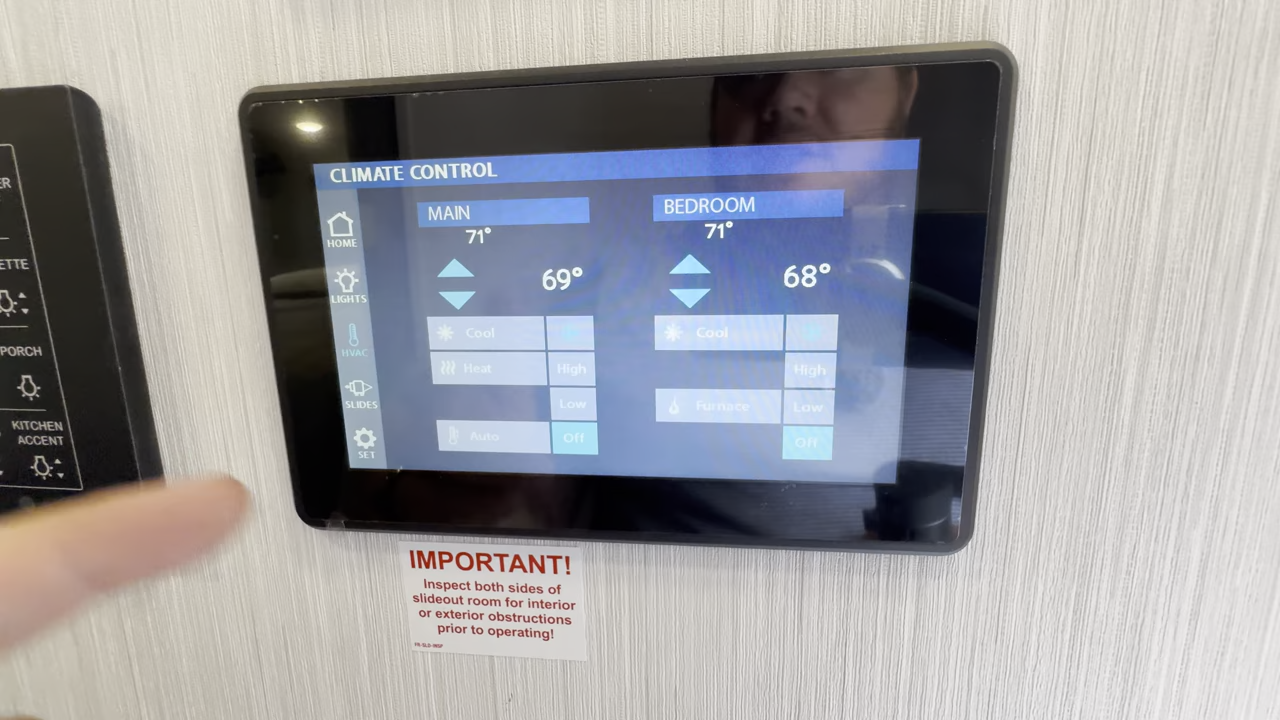 ER
ETTE
PORCH
KITCHEN
ACCENT
CLIMATE CONTROL
HOME
LIGHTS
HVAC
SLIDES
SET
MAIN
71°
69°
Cool
Heat
High
Low
Auto
Off
BEDROOM
71°
68°
Cool
High
Furnace
Low
Off
IMPORTANT!
Inspect both sides of
slideout room for interior
or exterior obstructions
prior to operating!